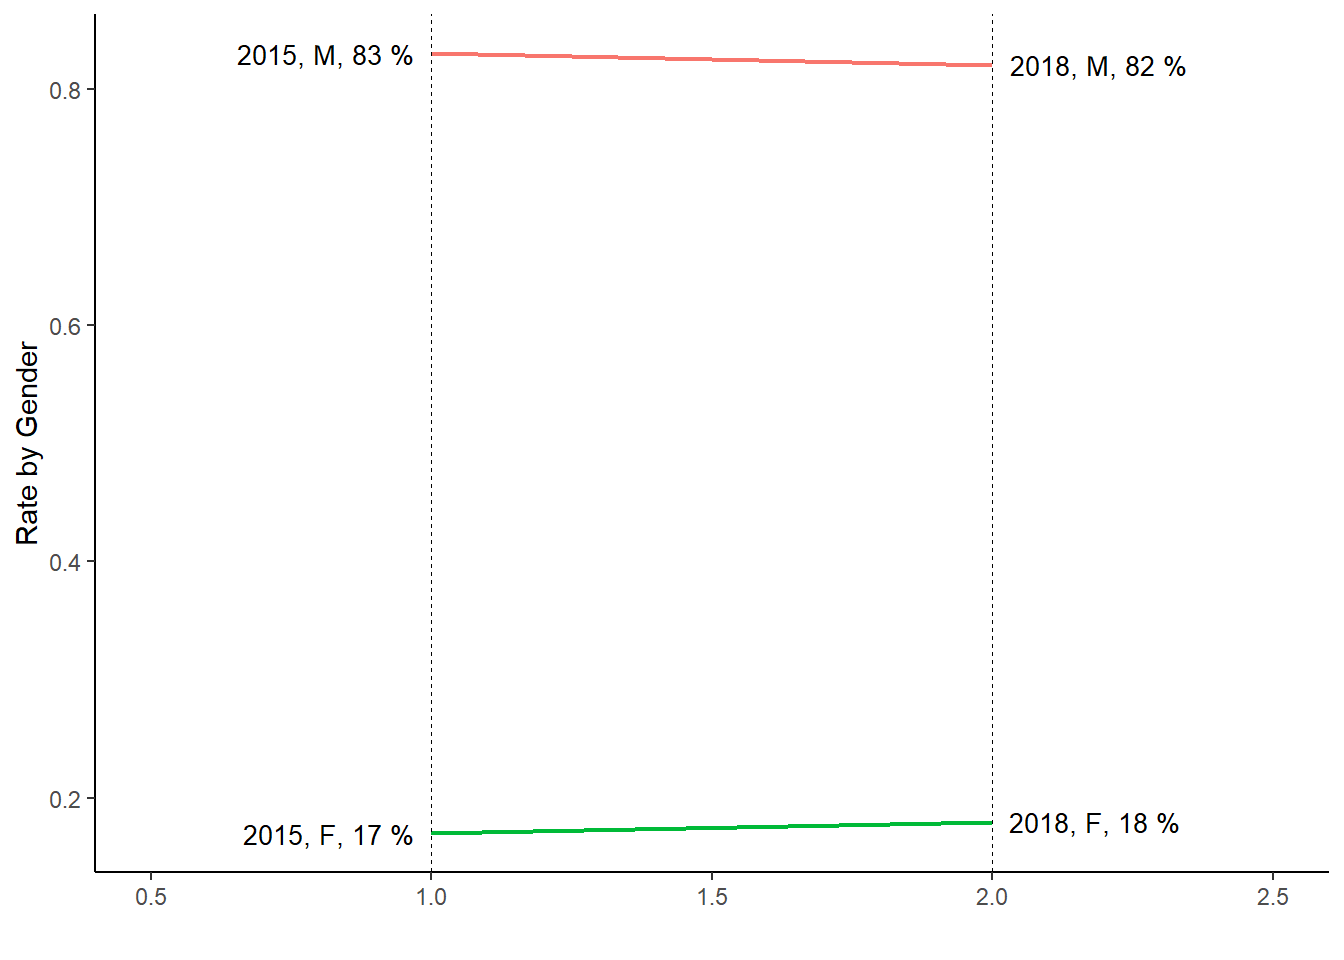 2015, M, 83 %
2018, M, 82 %
0.8
0.6
Rate by Gender
0.4
0.2
2015, F, 17 %
2018, F, 18 %
0.5 1.0 1.5 2.0 2.5